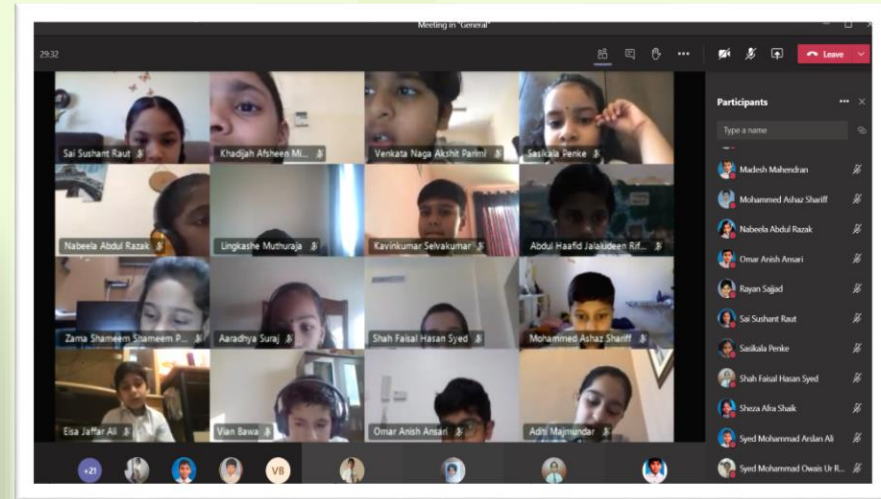 Meeting in "General"
29:32
Leave
Participants
Type a name
Sai Sushant Raut
Khadijah Afsheen Mi...
Venkata Naga Akshit Parimi
Sasikala Penke
Nabeela Abdul Razak
Lingkashe Muthuraja
Kavinkumar Selvakumar
Abdul Haafid Jalaludeen Rif...
Zama Shameem Shameem P...
Aaradhya Suraj
Shah Faisal Hasan Syed
Mohammed Ashaz Shariff
Eisa Jaffar Ali
Vian Bawa
Omar Anish Ansari
Aditi Majmundar
+21
VB
Madesh Mahendran
Mohammed Ashaz Shariff
Nabeela Abdul Razak
Omar Anish Ansari
Rayan Sajjad
Sai Sushant Raut
Sasikala Penke
Shah Faisal Hasan Syed
Sheza Afra Shaik
Syed Mohammad Arslan Ali
Syed Mohammad Owais Ur R...